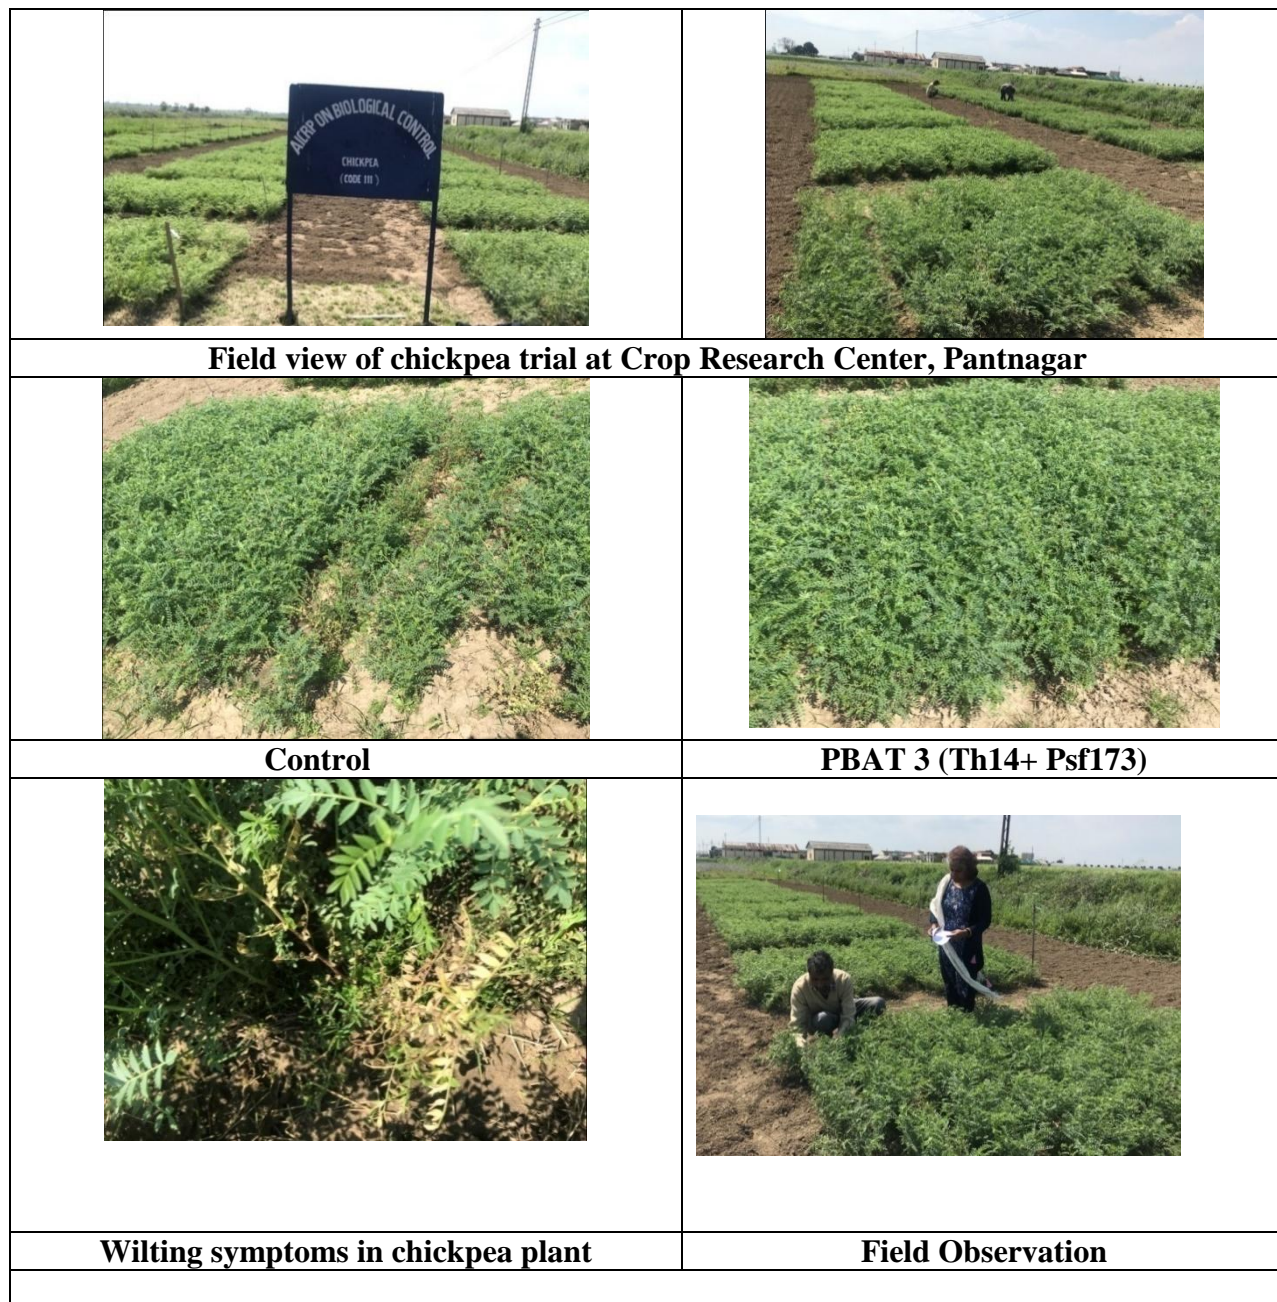 AICRP ON BIOLOGICAL CONTROL
CHICKPEA
(CODE III)
Field view of chickpea trial at Crop Research Center, Pantnagar
Control
PBAT 3 (Th14+ Psf173)
Wilting symptoms in chickpea plant
Field Observation